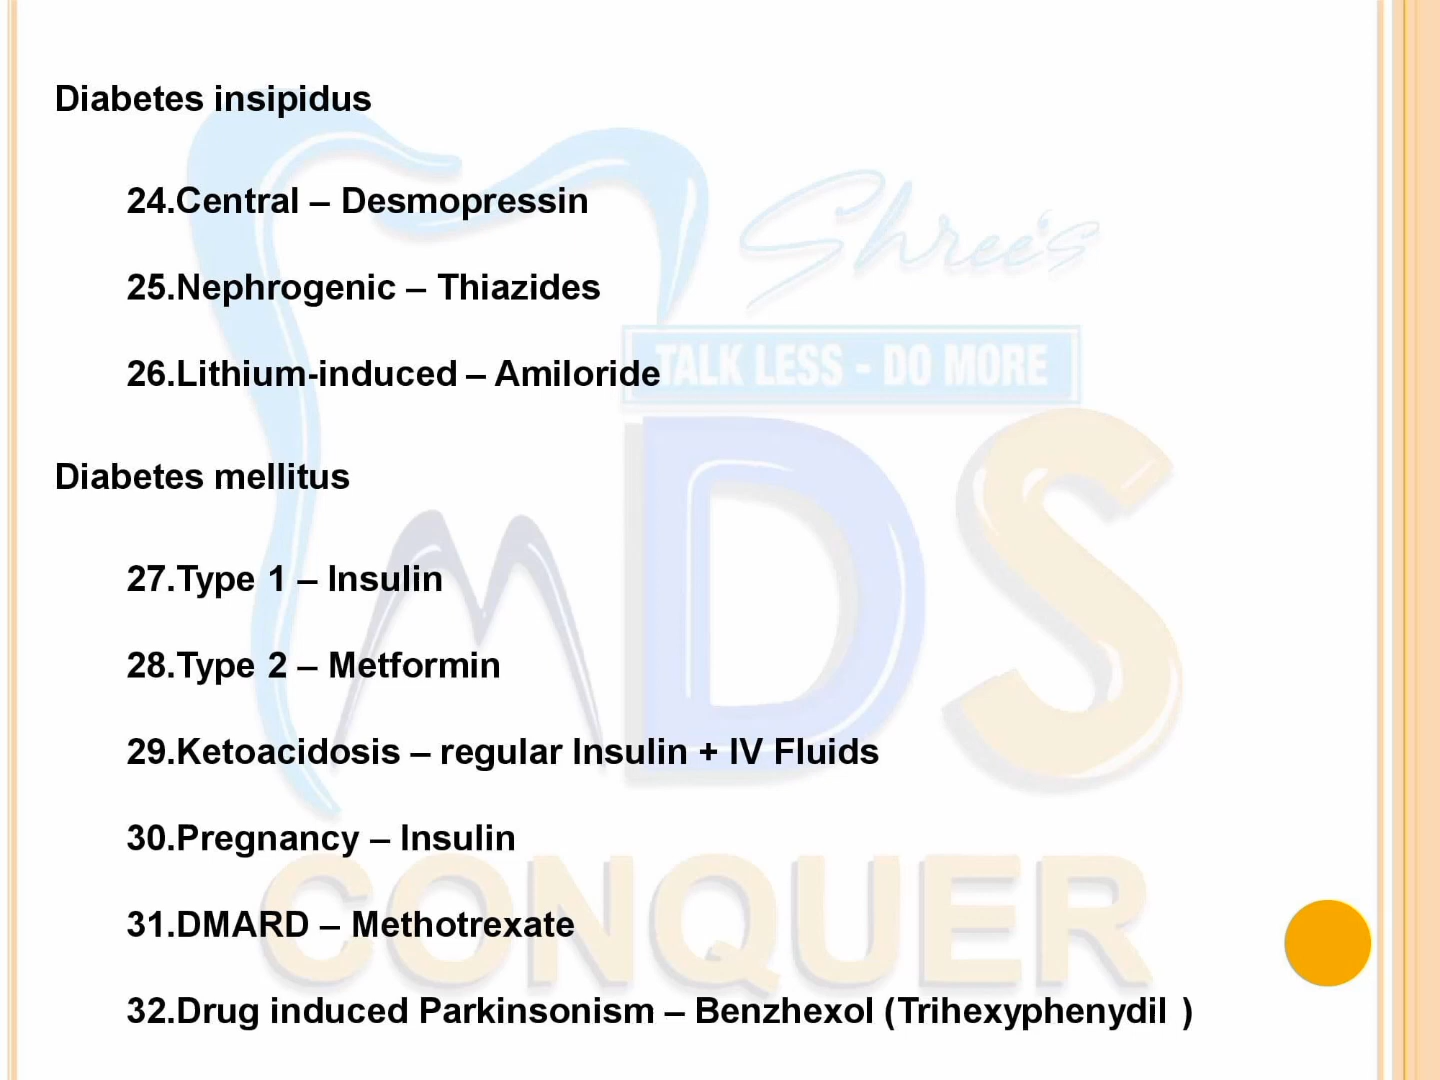 Diabetes insipidus
24.Central – Desmopressin
25.Nephrogenic – Thiazides
26.Lithium-induced – Amiloride
Diabetes mellitus
27.Type 1 – Insulin
28.Type 2 – Metformin
29.Ketoacidosis – regular Insulin + IV Fluids
30.Pregnancy – Insulin
31.DMARD – Methotrexate
32.Drug induced Parkinsonism – Benzhexol (Trihexyphenydil )
Shree's
TALK LESS - DO MORE
MDS
CONQUER